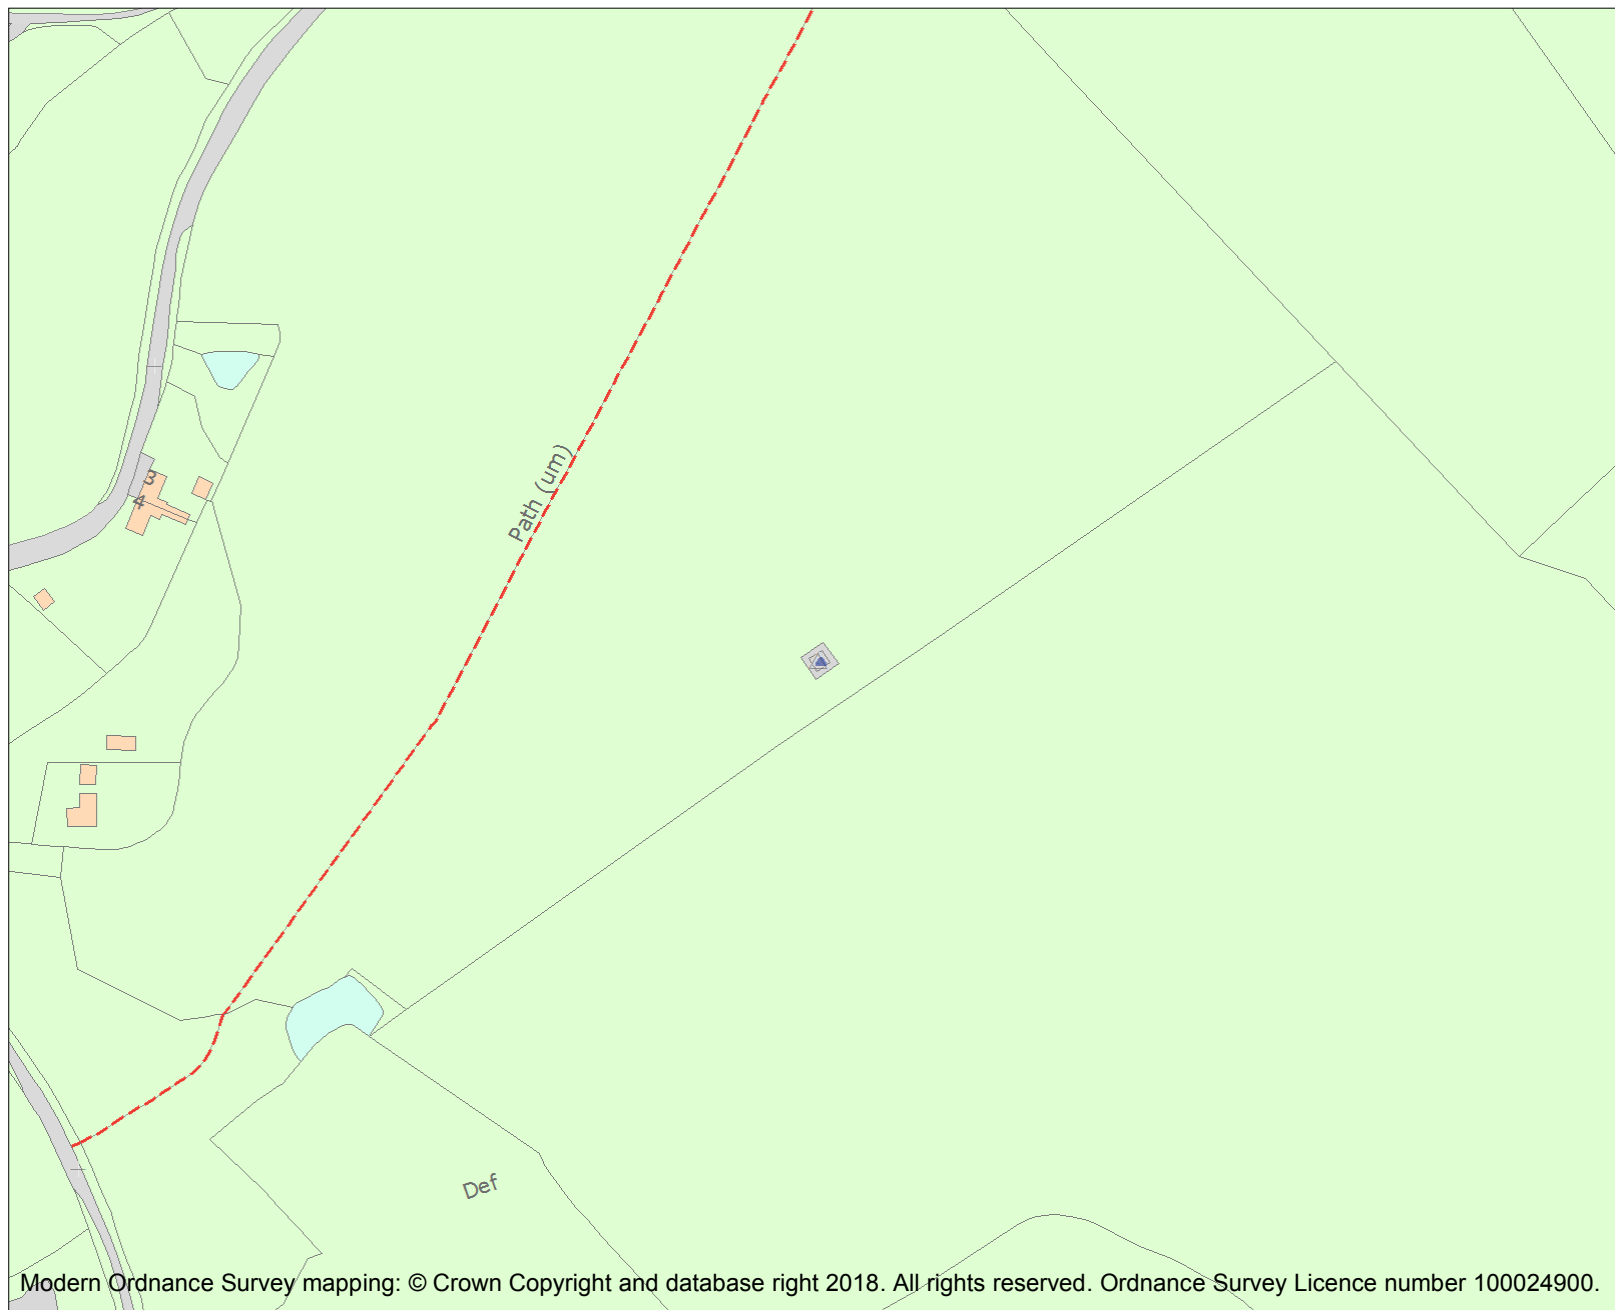 3
4
Path (um)
Def
Modern Ordnance Survey mapping: © Crown Copyright and database right 2018. All rights reserved. Ordnance Survey Licence number 100024900.